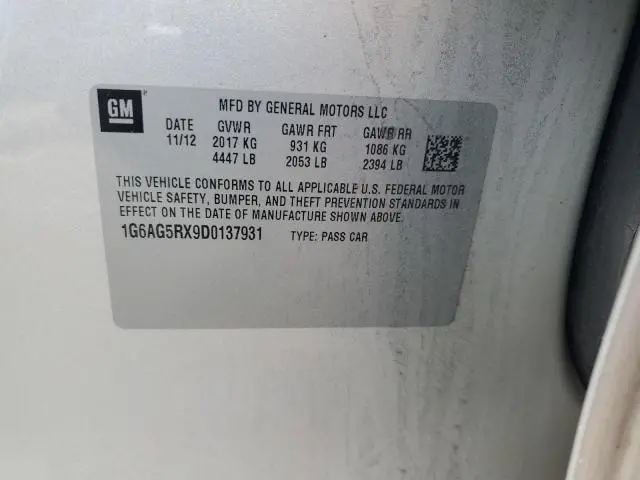 GM
MFD BY GENERAL MOTORS LLC
DATE GVWR GAWR FRT GAWR RR
11/12 2017 KG 931 KG 1086 KG
4447 LB 2053 LB 2394 LB
THIS VEHICLE CONFORMS TO ALL APPLICABLE U.S. FEDERAL MOTOR
VEHICLE SAFETY, BUMPER, AND THEFT PREVENTION STANDARDS IN
EFFECT ON THE DATE OF MANUFACTURE SHOWN ABOVE.
1G6AG5RX9D0137931 TYPE: PASS CAR